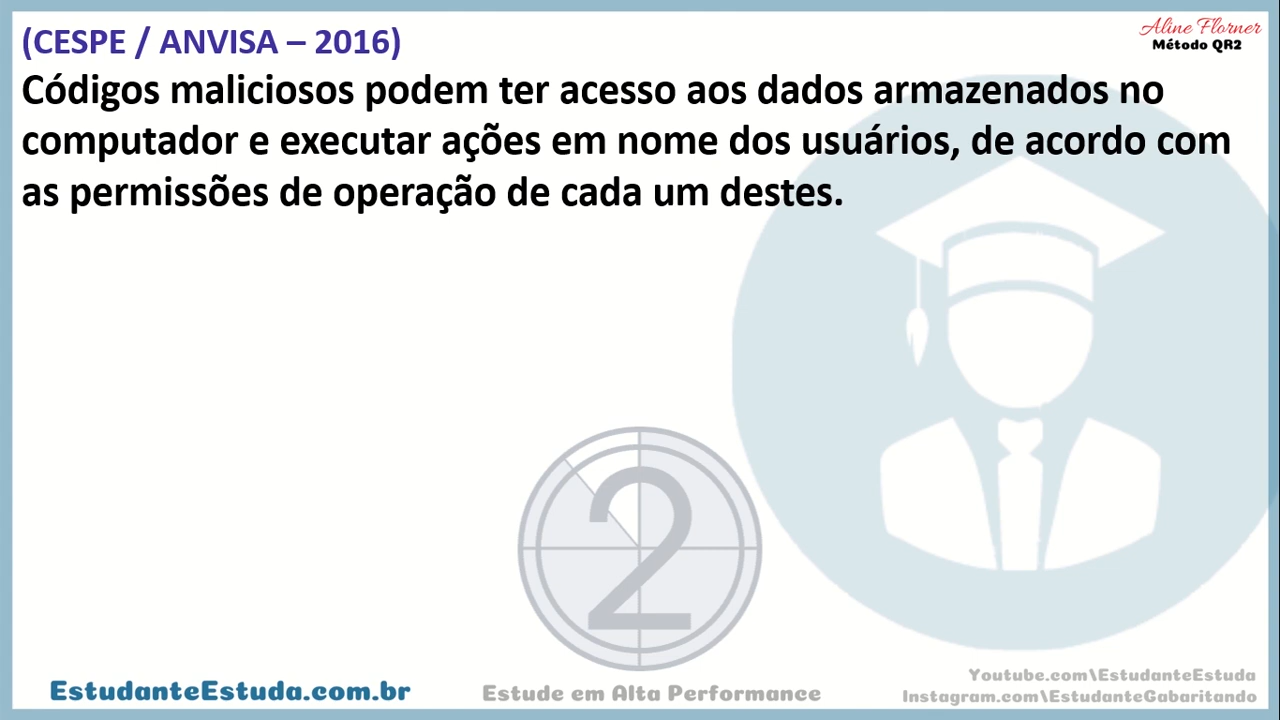 (CESPE / ANVISA – 2016)
Aline Florner
Método QR2
Códigos maliciosos podem ter acesso aos dados armazenados no
computador e executar ações em nome dos usuários, de acordo com
as permissões de operação de cada um destes.
2
EstudanteEstuda.com.br
Estude em Alta Performance
Youtube.com\EstudanteEstuda
Instagram.com\EstudanteGabaritando